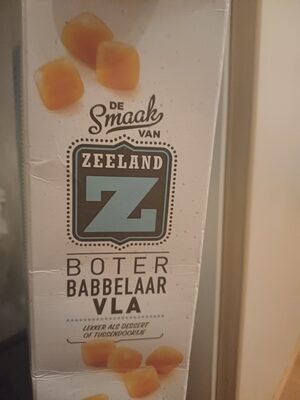 DE
Smaak
VAN
ZEELAND
Z
BOTER
BABBELAAR
VLA
LEKKER ALS DESSERT
OF TUSSENDOORTJE